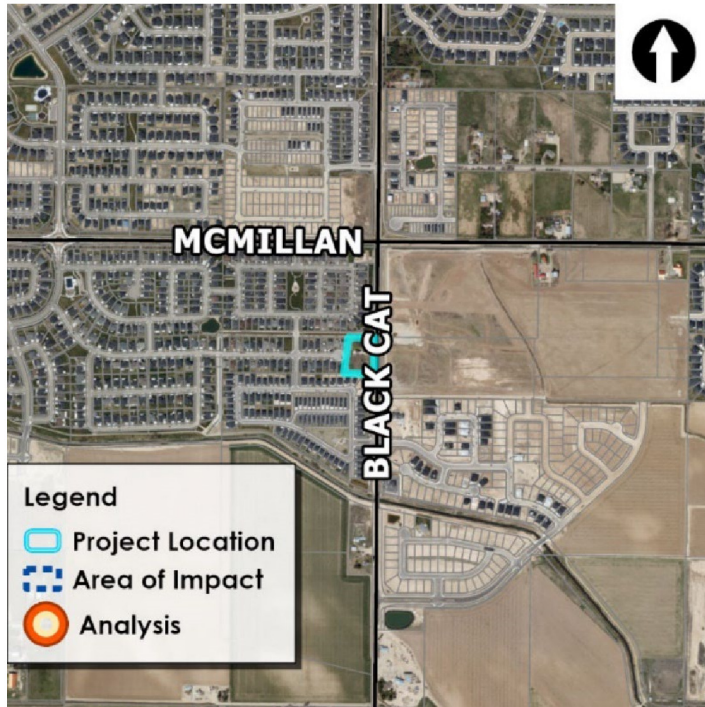 MCMILLAN
BLACK CAT
Legend
Project Location
Area of Impact
Analysis